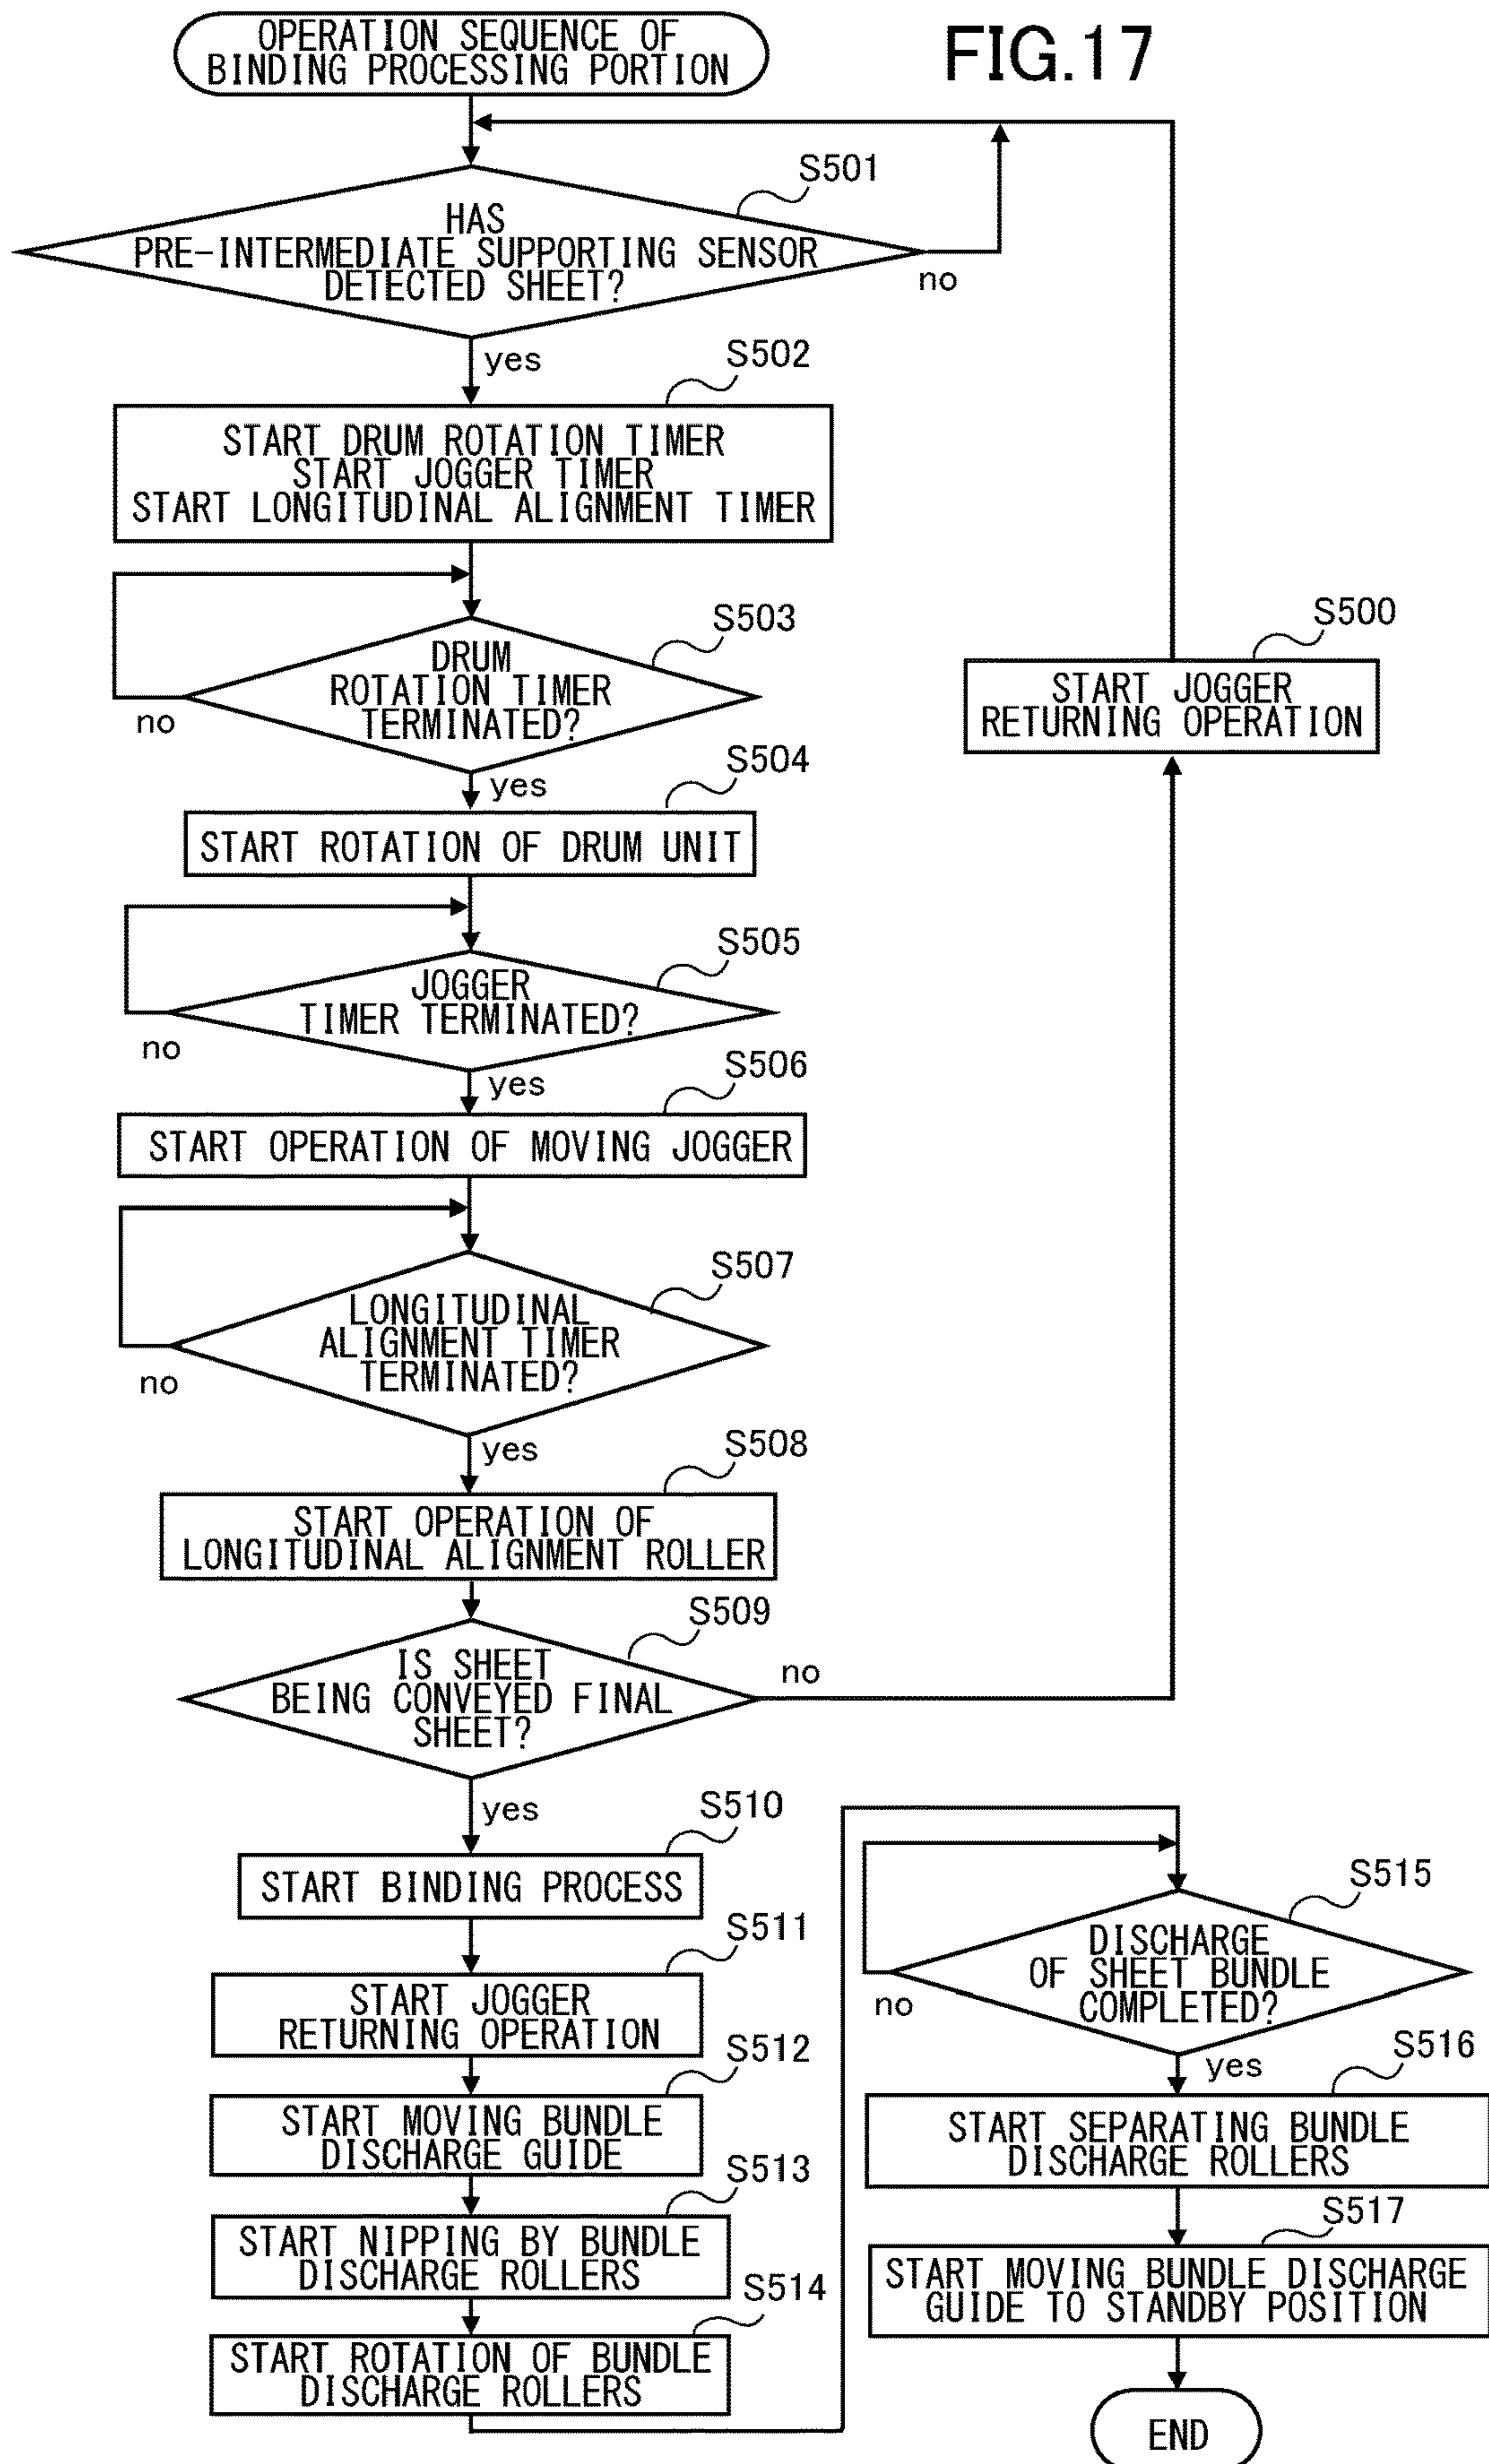 OPERATION SEQUENCE OF
BINDING PROCESSING PORTION
FIG.17
S501
HAS
PRE-INTERMEDIATE SUPPORTING SENSOR
DETECTED SHEET?
no
yes
S502
START DRUM ROTATION TIMER
START JOGGER TIMER
START LONGITUDINAL ALIGNMENT TIMER
S503
DRUM
ROTATION TIMER
TERMINATED?
no
yes
S500
START JOGGER
RETURNING OPERATION
S504
START ROTATION OF DRUM UNIT
S505
JOGGER
TIMER TERMINATED?
no
yes
S506
START OPERATION OF MOVING JOGGER
S507
LONGITUDINAL
ALIGNMENT TIMER
TERMINATED?
no
yes
S508
START OPERATION OF
LONGITUDINAL ALIGNMENT ROLLER
S509
IS SHEET
BEING CONVEYED FINAL
SHEET?
no
yes
S510
START BINDING PROCESS
S511
START JOGGER
RETURNING OPERATION
S512
START MOVING BUNDLE
DISCHARGE GUIDE
S513
START NIPPING BY BUNDLE
DISCHARGE ROLLERS
S514
START ROTATION OF BUNDLE
DISCHARGE ROLLERS
S515
DISCHARGE
OF SHEET BUNDLE
COMPLETED?
no
yes
S516
START SEPARATING BUNDLE
DISCHARGE ROLLERS
S517
START MOVING BUNDLE DISCHARGE
GUIDE TO STANDBY POSITION
END